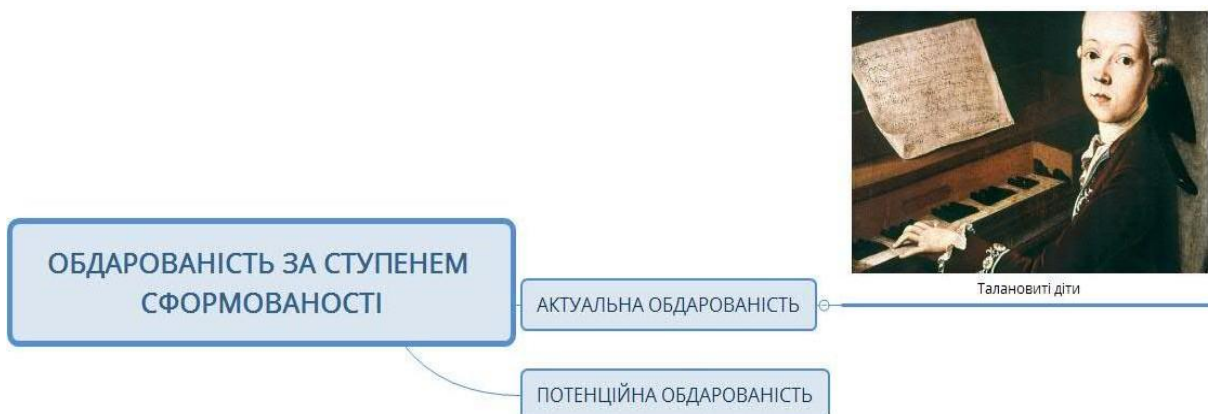 ОБДАРОВАНІСТЬ ЗА СТУПЕНЕМ
СФОРМОВАНОСТІ
АКТУАЛЬНА ОБДАРОВАНІСТЬ
Талановиті діти
ПОТЕНЦІЙНА ОБДАРОВАНІСТЬ